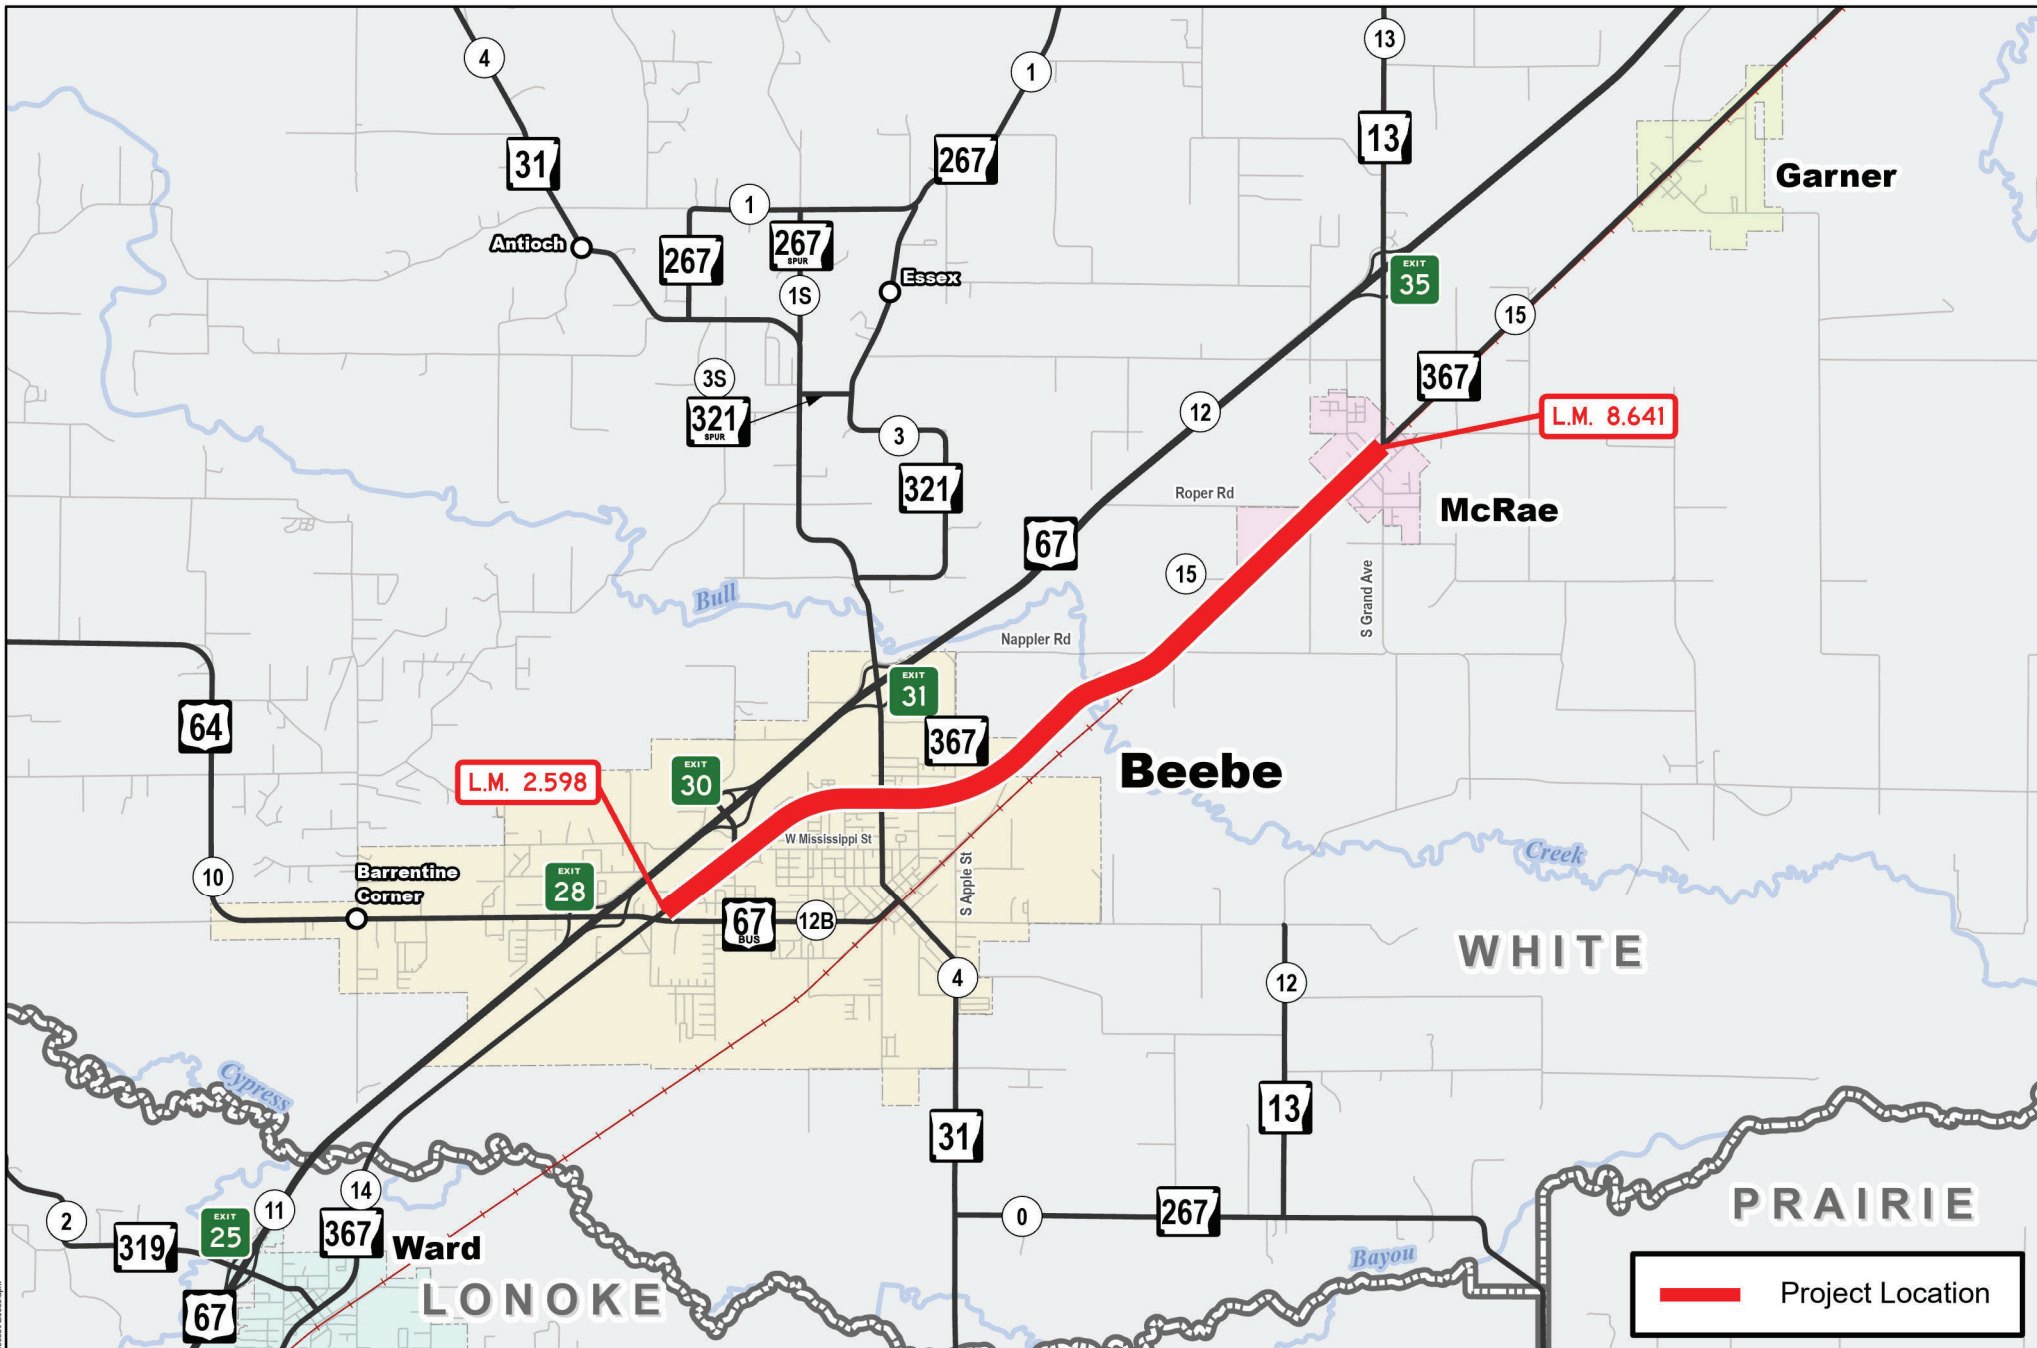 4
1
13
31
267
13
Garner
1
Antioch
267
267
SPUR
Essex
EXIT
35
1S
15
3S
367
321
SPUR
12
L.M. 8.641
3
321
Roper Rd
McRae
67
15
Bull
S Grand Ave
Nappler Rd
EXIT
31
64
367
EXIT
30
Beebe
L.M. 2.598
W Mississippi St
Creek
10
Barrentine
Corner
EXIT
28
S Apple St
67
BUS
12B
WHITE
4
12
Cypress
13
31
14
2
11
PRAIRIE
0
267
EXIT
25
367
319
Ward
Bayou
LONOKE
67
Project Location